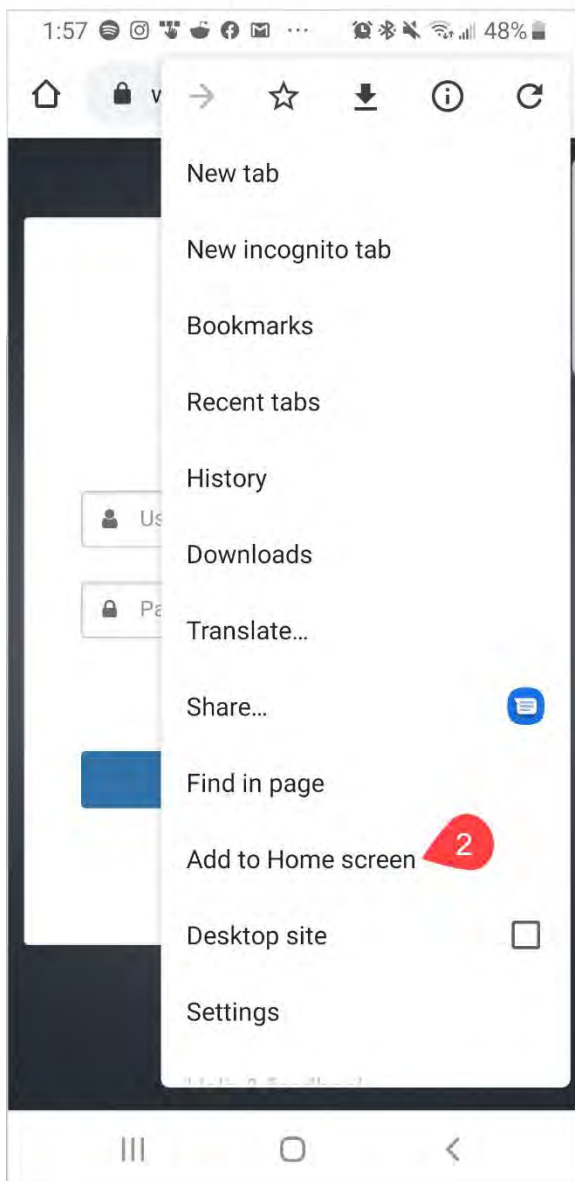 1:57 ... 48%
New tab
New incognito tab
Bookmarks
Recent tabs
History
Downloads
Translate...
Share...
Find in page
Add to Home screen 2
Desktop site
Settings